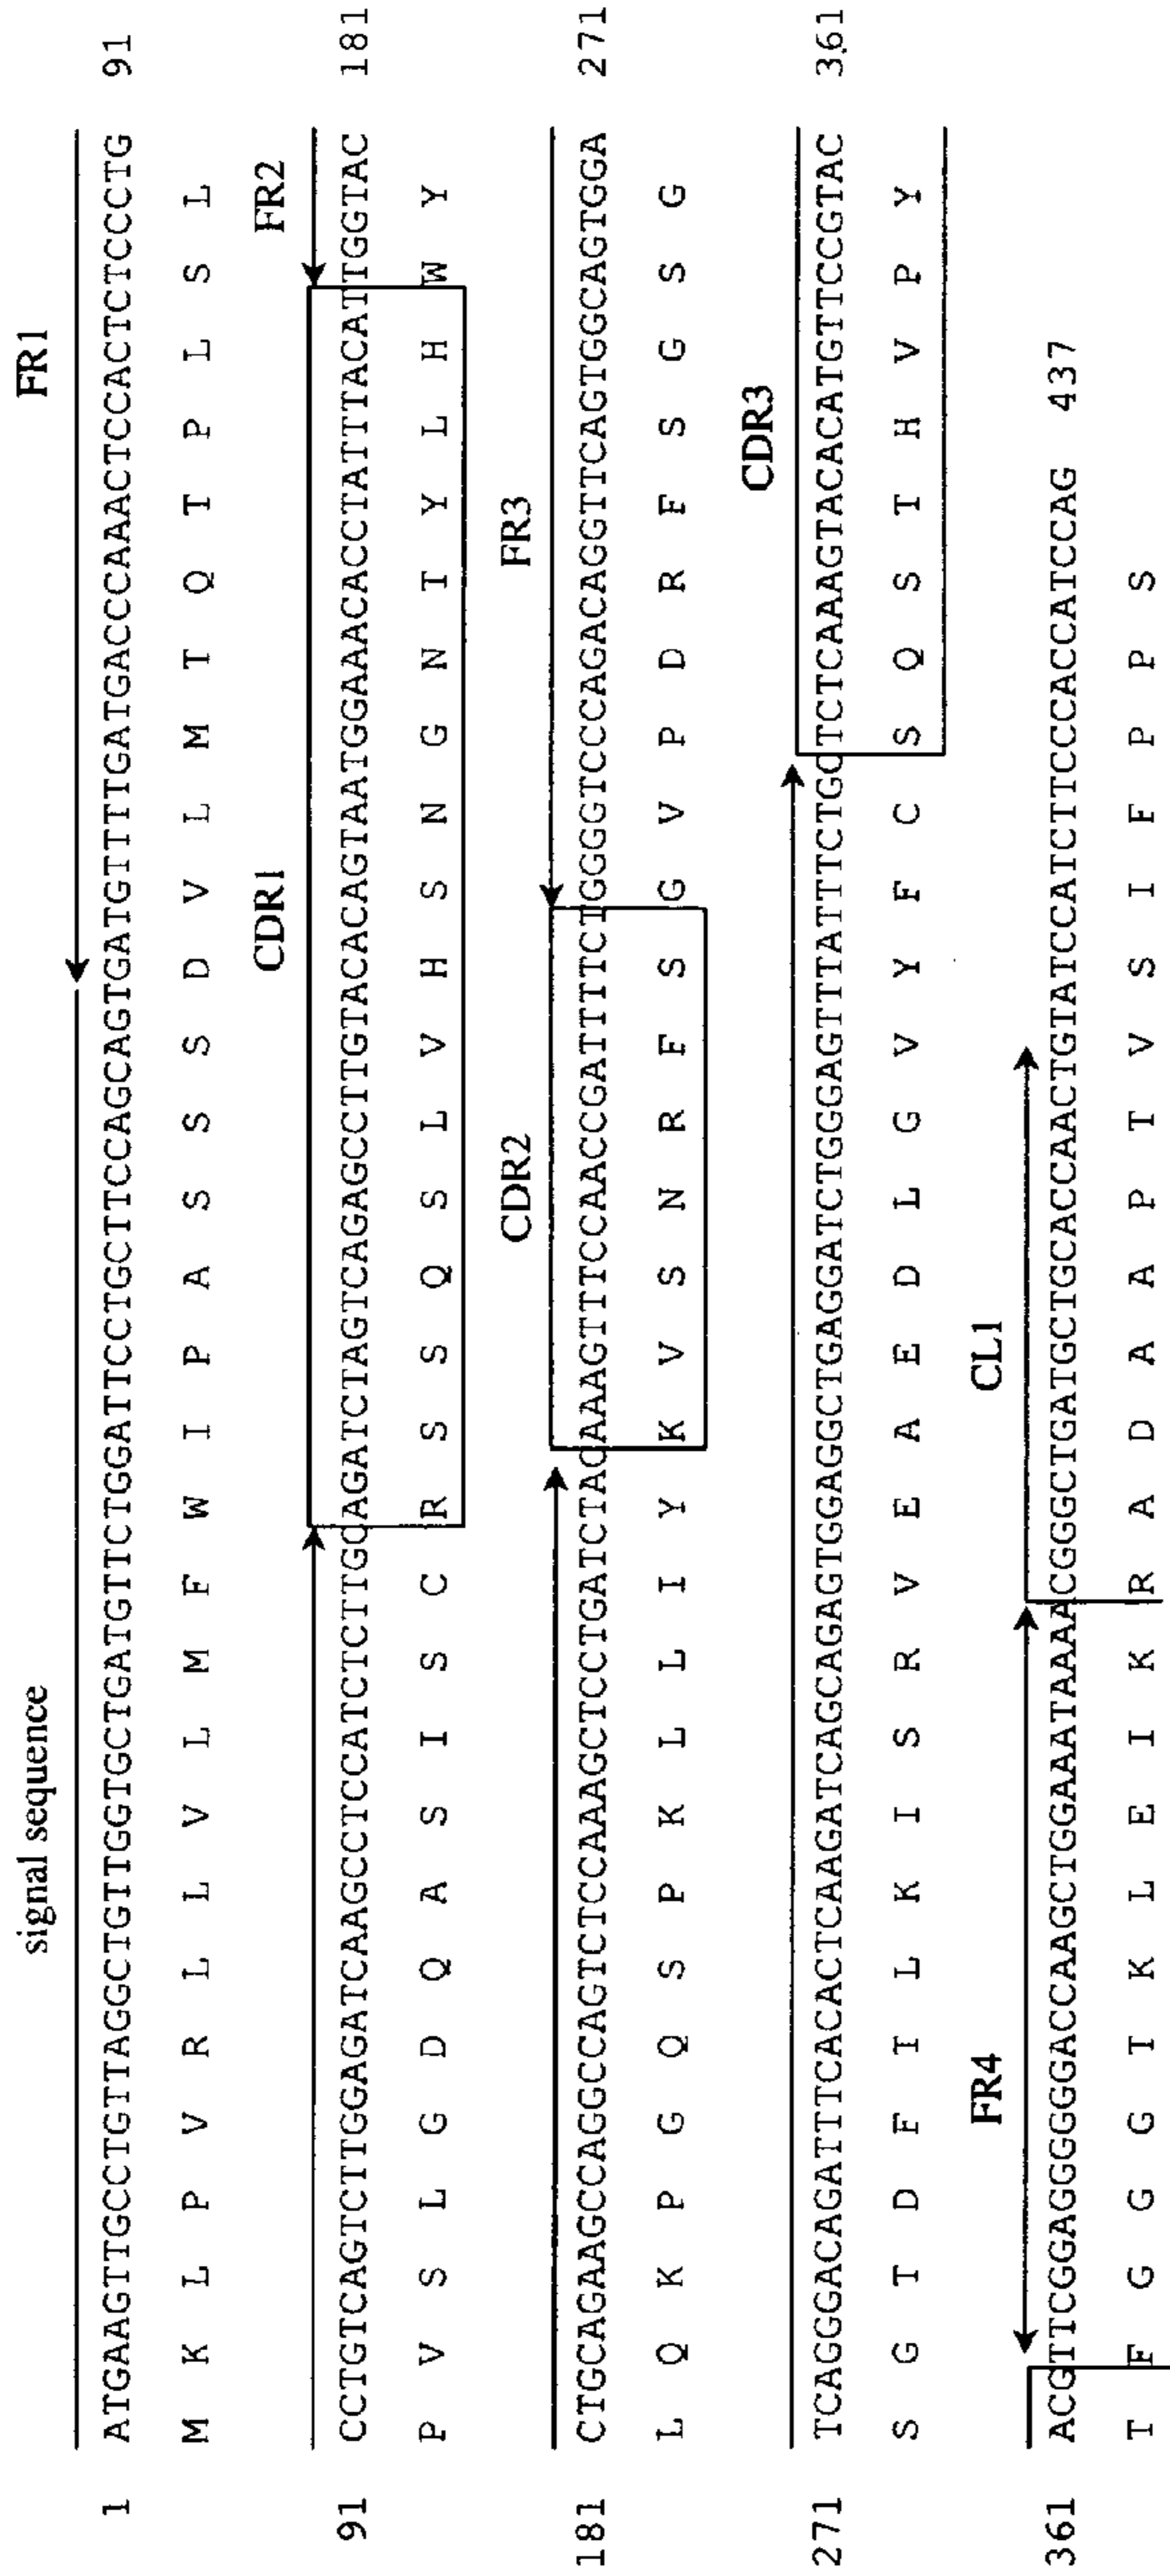 signal sequence FR1
1 ATGAAGTTGCCTGTTAGGCTGTTGGTGCTGATGTTCTGGATTCCTGCTTCCAGCAGTGATGTTTTGATGACCCAAACTCCACTCTCCCTG 91
M K L P V R L L V L M F W I P A S S S D V L M T Q T P L S L
CDR1 FR2
91 CCTGTCAGTCTTGGAGATCAAGCCTCCATCTCTTGCAGATCTAGTCAGAGCCTTGTACACAGTAATGGAAACACCTATTTACATTGGTAC 181
P V S L G D Q A S I S C R S S Q S L V H S N G N T Y L H W Y
CDR2 FR3
181 CTGCAGAAGCCAGGCCAGTCTCCAAAGCTCCTGATCTACAAAGTTTCCAACCGATTTTCTGGGGTCCCAGACAGGTTCAGTGGCAGTGGA 271
L Q K P G Q S P K L L I Y K V S N R F S G V P D R F S G S G
CDR3
271 TCAGGGACAGATTTCACACTCAAGATCAGCAGAGTGGAGGCTGAGGATCTGGGAGTTTATTTCTGCTCTCAAAGTACACATGTTCCGTAC 361
S G T D F T L K I S R V E A E D L G V Y F C S Q S T H V P Y
FR4 CL1
361 ACGTTCGGAGGGGGGACCAAGCTGGAAATAAAACGGGCTGATGCTGCACCAACTGTATCCATCTTCCCACCATCCAG 437
T F G G G T K L E I K R A D A A P T V S I F P P S